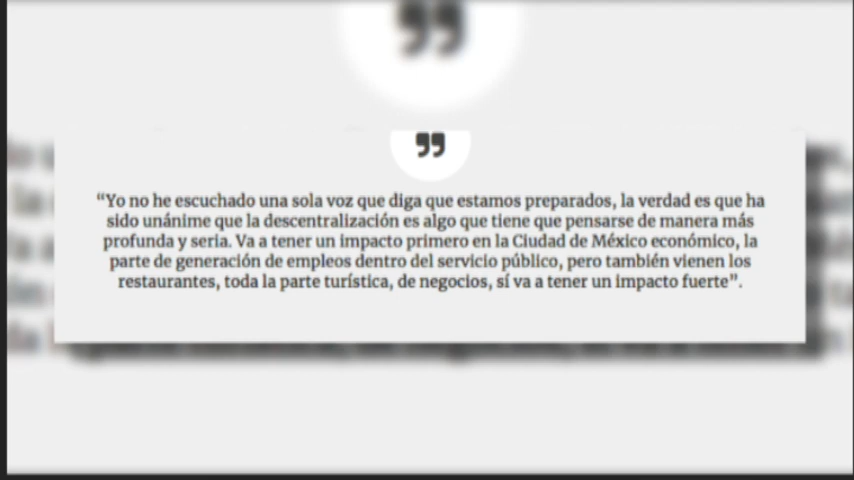 “Yo no he escuchado una sola voz que diga que estamos preparados, la verdad es que ha
sido unánime que la descentralización es algo que tiene que pensarse de manera más
profunda y seria. Va a tener un impacto primero en la Ciudad de México económico, la
parte de generación de empleos dentro del servicio público, pero también vienen los
restaurantes, toda la parte turística, de negocios, sí va a tener un impacto fuerte”.